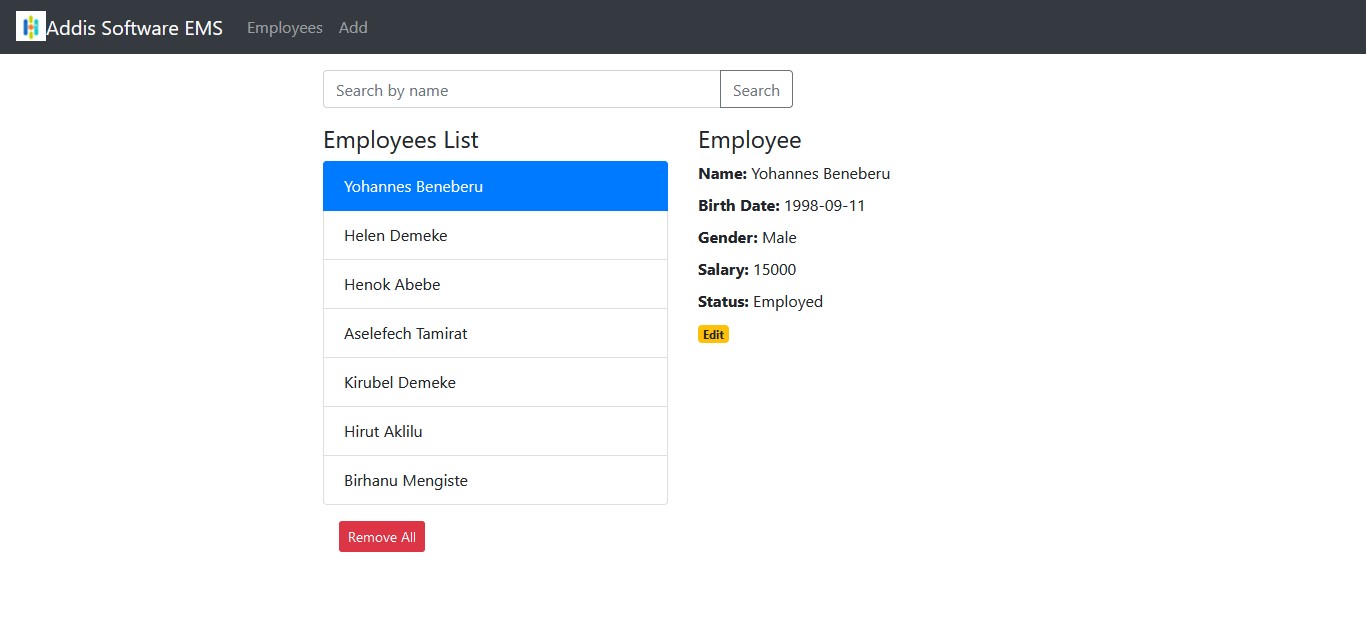 Addis Software EMS Employees Add
Search by name Search
Employees List
Yohannes Beneberu
Helen Demeke
Henok Abebe
Aselefech Tamirat
Kirubel Demeke
Hirut Aklilu
Birhanu Mengiste
Remove All
Employee
Name: Yohannes Beneberu
Birth Date: 1998-09-11
Gender: Male
Salary: 15000
Status: Employed
Edit